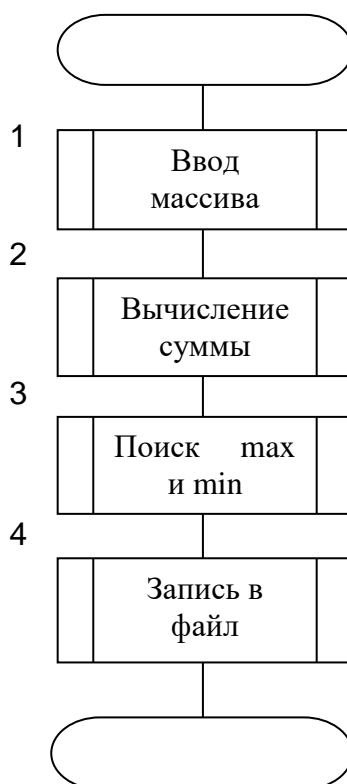 1
Ввод
массива
2
Вычисление
суммы
3
Поиск max
и min
4
Запись в
файл